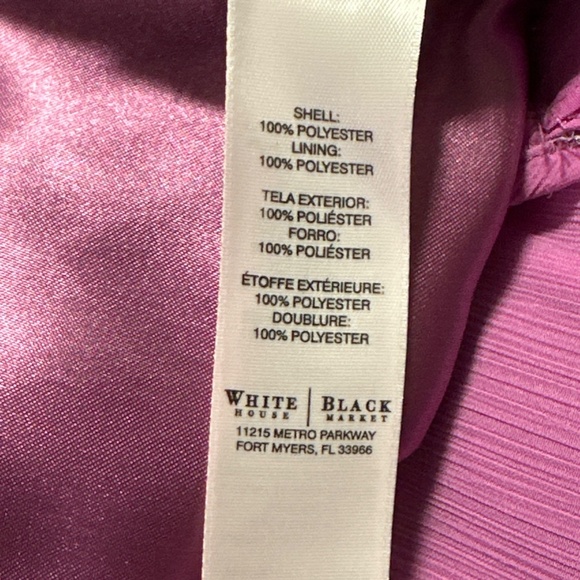 SHELL:
100% POLYESTER
LINING:
100% POLYESTER
TELA EXTERIOR:
100% POLIÉSTER
FORRO:
100% POLIÉSTER
ÉTOFFE EXTÉRIEURE:
100% POLYESTER
DOUBLURE:
100% POLYESTER
WHITE | BLACK
HOUSE | MARKET
11215 METRO PARKWAY
FORT MYERS, FL 33966